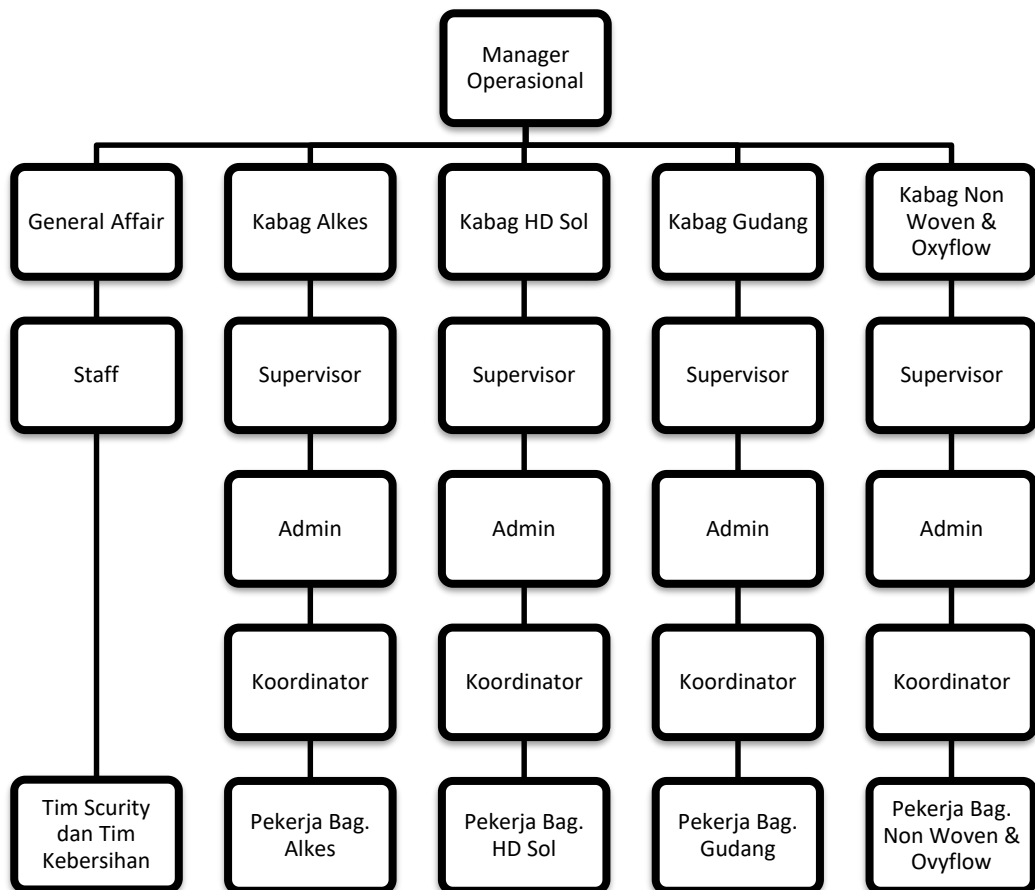 Manager
Operasional
General Affair
Kabag Alkes
Kabag HD Sol
Kabag Gudang
Kabag Non
Woven &
Oxyflow
Staff
Supervisor
Supervisor
Supervisor
Supervisor
Admin
Admin
Admin
Admin
Koordinator
Koordinator
Koordinator
Koordinator
Tim Scurity
dan Tim
Kebersihan
Pekerja Bag.
Alkes
Pekerja Bag.
HD Sol
Pekerja Bag.
Gudang
Pekerja Bag.
Non Woven &
Ovyflow